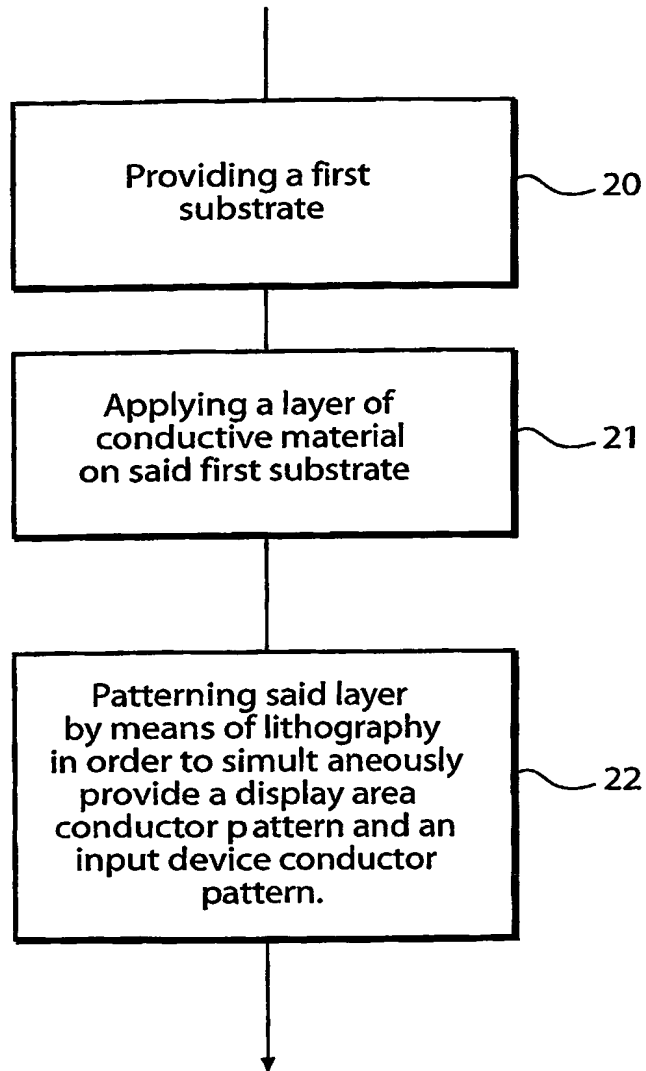 Providing a first
substrate
20
Applying a layer of
conductive material
on said first substrate
21
Patterning said layer
by means of lithography
in order to simult aneously
provide a display area
conductor pattern and an
input device conductor
pattern.
22